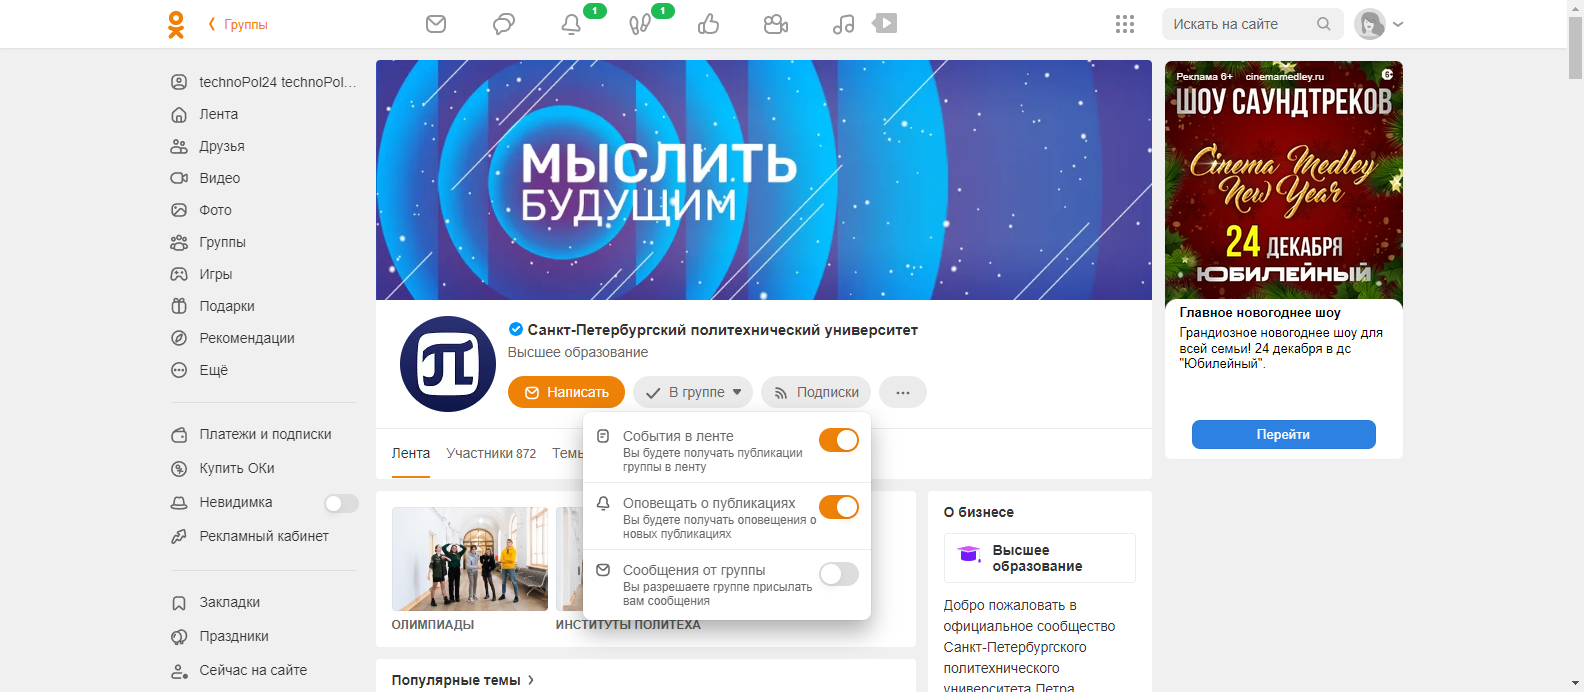 Группы
1
1
Искать на сайте
technoPol24 technoPol...
Лента
Друзья
Видео
Фото
Группы
Игры
Подарки
Рекомендации
Ещё
Платежи и подписки
Купить ОКи
Невидимка
Рекламный кабинет
Закладки
Праздники
Сейчас на сайте
МЫСЛИТЬ
БУДУЩИМ
Санкт-Петербургский политехнический университет
Высшее образование
Написать
В группе
Подписки
Лента
Участники 872
Темы
События в ленте
Вы будете получать публикации
группы в ленту
Оповещать о публикациях
Вы будете получать оповещения о
новых публикациях
Сообщения от группы
Вы разрешаете группе присылать
вам сообщения
ОЛИМПИАДЫ
ИНСТИТУТЫ ПОЛИТЕХА
Популярные темы
О бизнесе
Высшее
образование
Добро пожаловать в
официальное сообщество
Санкт-Петербургского
политехнического
университета Петра
Реклама 6+ cinemamedley.ru
6+
ШОУ САУНДТРЕКОВ
Cinema Medley
New Year
24 ДЕКАБРЯ
ЮБИЛЕЙНЫЙ
Главное новогоднее шоу
Грандиозное новогоднее шоу для
всей семьи! 24 декабря в дс
"Юбилейный".
Перейти